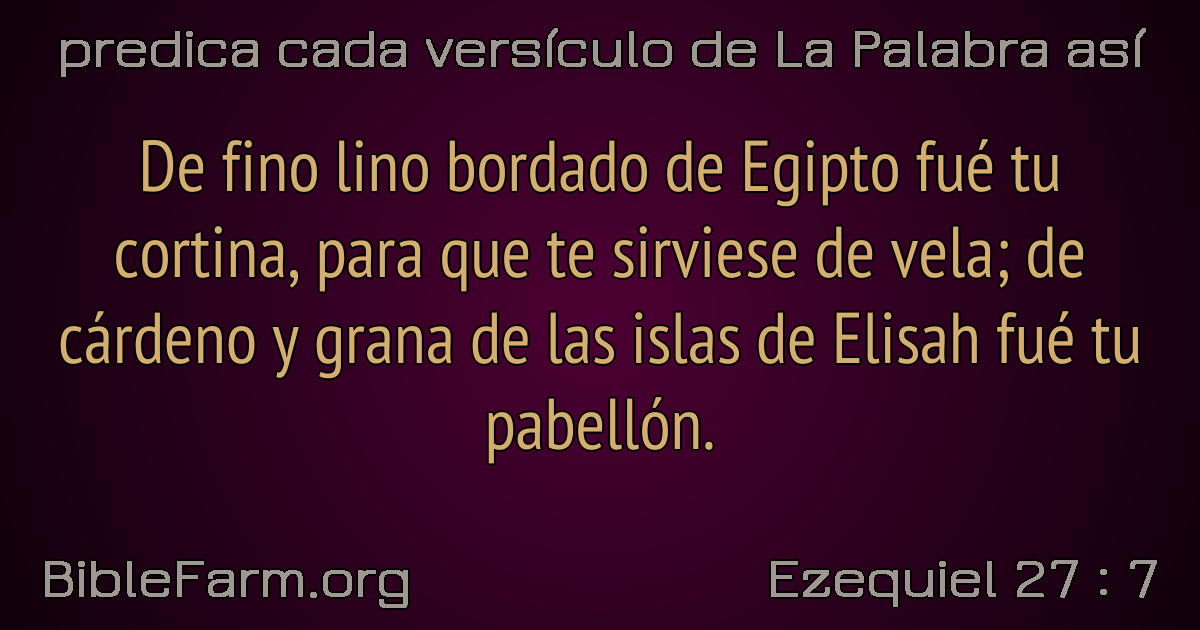 predica cada versículo de La Palabra así
De fino lino bordado de Egipto fué tu
cortina, para que te sirviese de vela; de
cárdeno y grana de las islas de Elisah fué tu
pabellón.
BibleFarm.org
Ezequiel 27 : 7